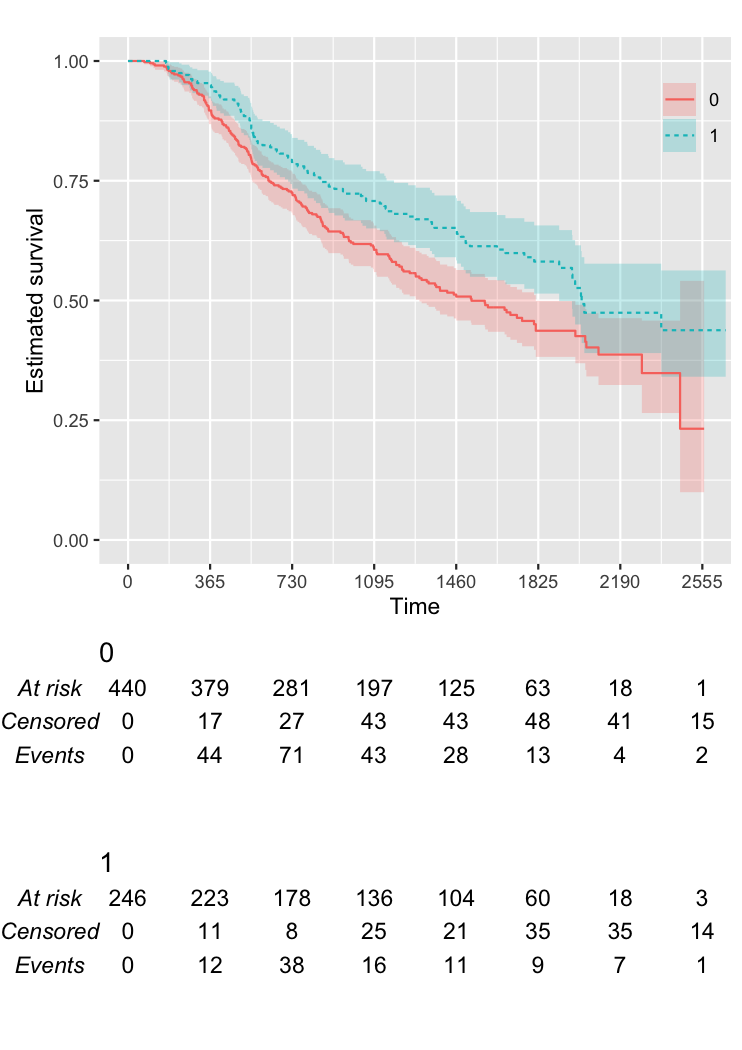 1.00
0.75
0.50
0.25
0.00
Estimated survival
0
1
0 365 730 1095 1460 1825 2190 2555
Time
0
At risk 440 379 281 197 125 63 18 1
Censored 0 17 27 43 43 48 41 15
Events 0 44 71 43 28 13 4 2
1
At risk 246 223 178 136 104 60 18 3
Censored 0 11 8 25 21 35 35 14
Events 0 12 38 16 11 9 7 1